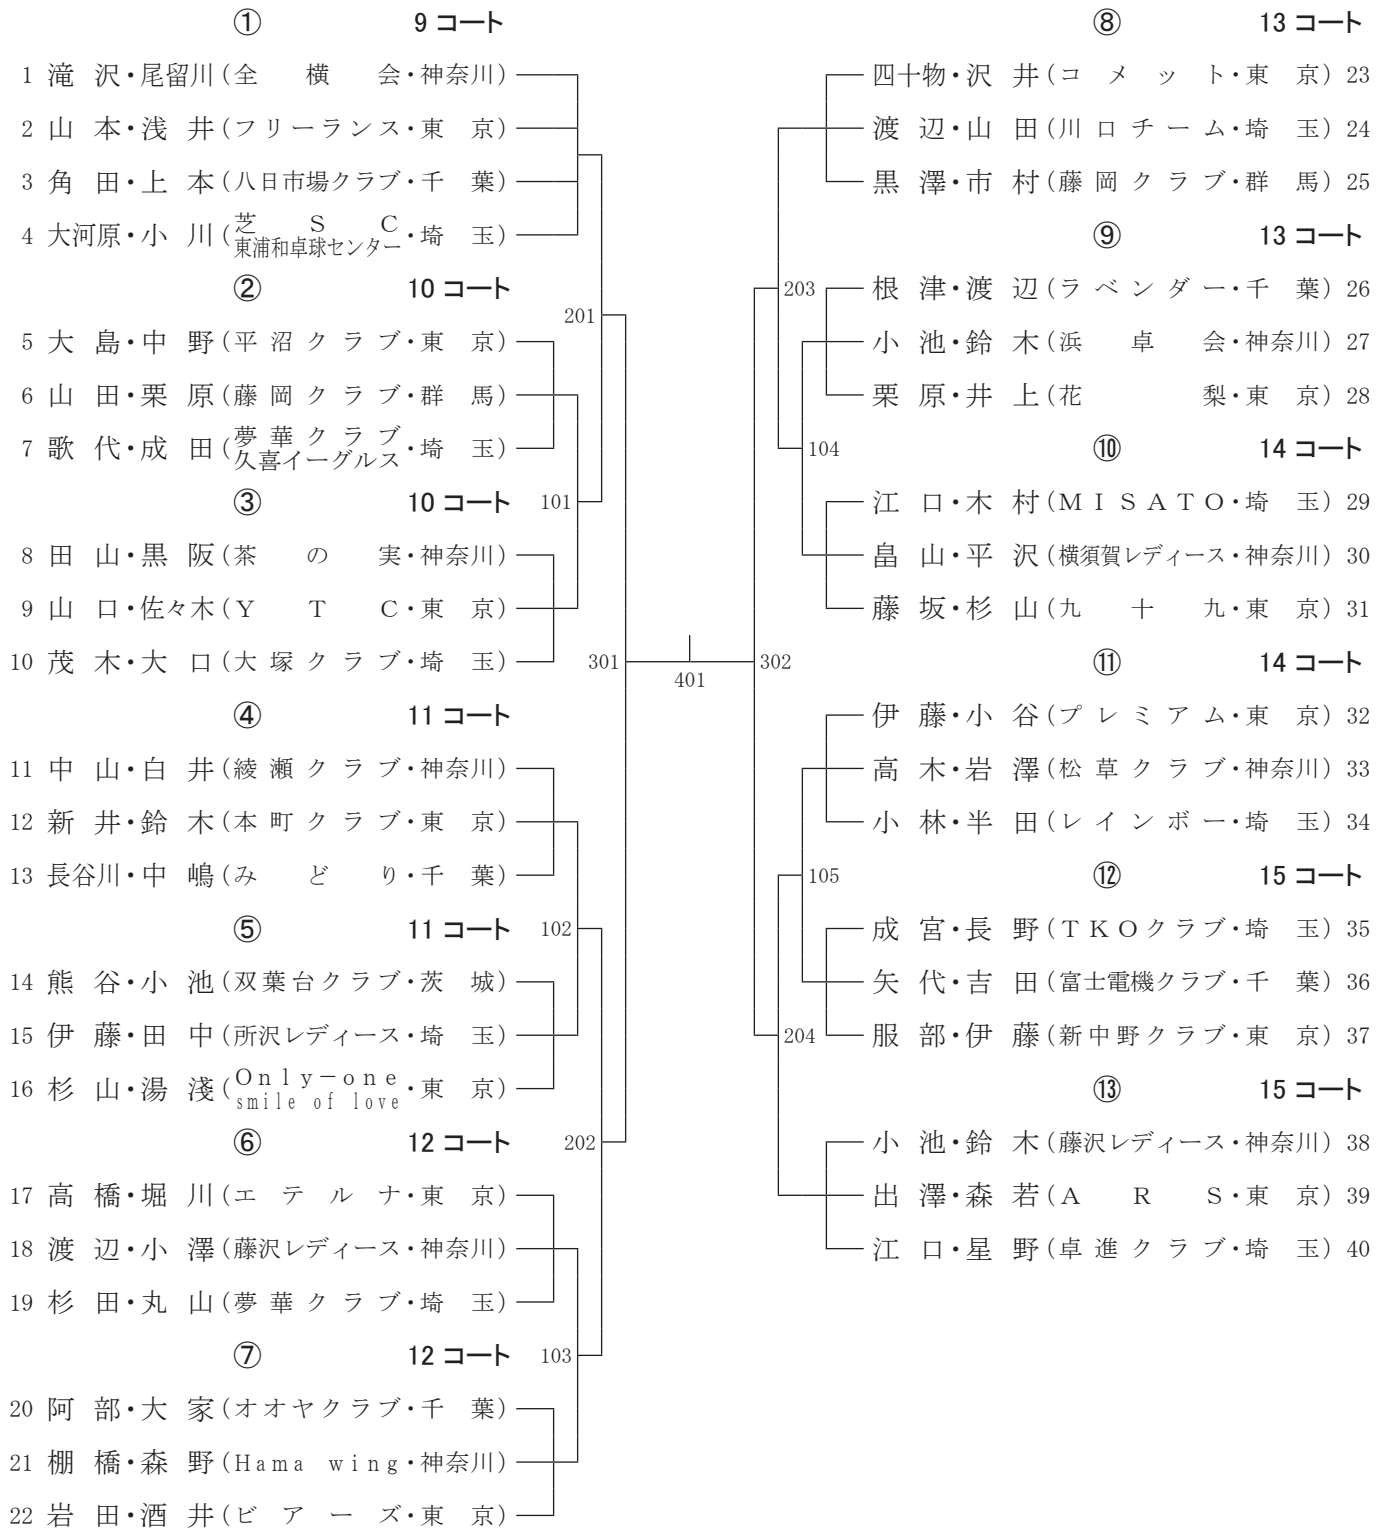 ① 9 コート
1 滝沢・尾留川(全横会・神奈川)
2 山本・浅井(フリーランス・東京)
3 角田・上本(八日市場クラブ・千葉)
4 大河原・小川(芝SC 東浦和卓球センター・埼玉)
② 10 コート
201
5 大島・中野(平沼クラブ・東京)
6 山田・栗原(藤岡クラブ・群馬)
7 歌代・成田(夢華クラブ 久喜イーグルス・埼玉)
③ 10 コート
101
8 田山・黒阪(茶の実・神奈川)
9 山口・佐々木(YTC・東京)
10 茂木・大口(大塚クラブ・埼玉)
301
401
④ 11 コート
11 中山・白井(綾瀬クラブ・神奈川)
12 新井・鈴木(本町クラブ・東京)
13 長谷川・中嶋(みどり・千葉)
⑤ 11 コート
102
14 熊谷・小池(双葉台クラブ・茨城)
15 伊藤・田中(所沢レディース・埼玉)
16 杉山・湯淺(Only-one smile of love・東京)
⑥ 12 コート
202
17 高橋・堀川(エテルナ・東京)
18 渡辺・小澤(藤沢レディース・神奈川)
19 杉田・丸山(夢華クラブ・埼玉)
⑦ 12 コート
103
20 阿部・大家(オオヤクラブ・千葉)
21 棚橋・森野(Hama wing・神奈川)
22 岩田・酒井(ビアーズ・東京)
⑧ 13 コート
四十物・沢井(コメット・東京) 23
渡辺・山田(川口チーム・埼玉) 24
黒澤・市村(藤岡クラブ・群馬) 25
⑨ 13 コート
203
根津・渡辺(ラベンダー・千葉) 26
小池・鈴木(浜卓会・神奈川) 27
栗原・井上(花梨・東京) 28
104
⑩ 14 コート
江口・木村(MISATO・埼玉) 29
畠山・平沢(横須賀レディース・神奈川) 30
藤坂・杉山(九十九・東京) 31
302
⑪ 14 コート
伊藤・小谷(プレミアム・東京) 32
高木・岩澤(松草クラブ・神奈川) 33
小林・半田(レインボー・埼玉) 34
105
⑫ 15 コート
成宮・長野(TKOクラブ・埼玉) 35
矢代・吉田(富士電機クラブ・千葉) 36
204
服部・伊藤(新中野クラブ・東京) 37
⑬ 15 コート
小池・鈴木(藤沢レディース・神奈川) 38
出澤・森若(ARS・東京) 39
江口・星野(卓進クラブ・埼玉) 40